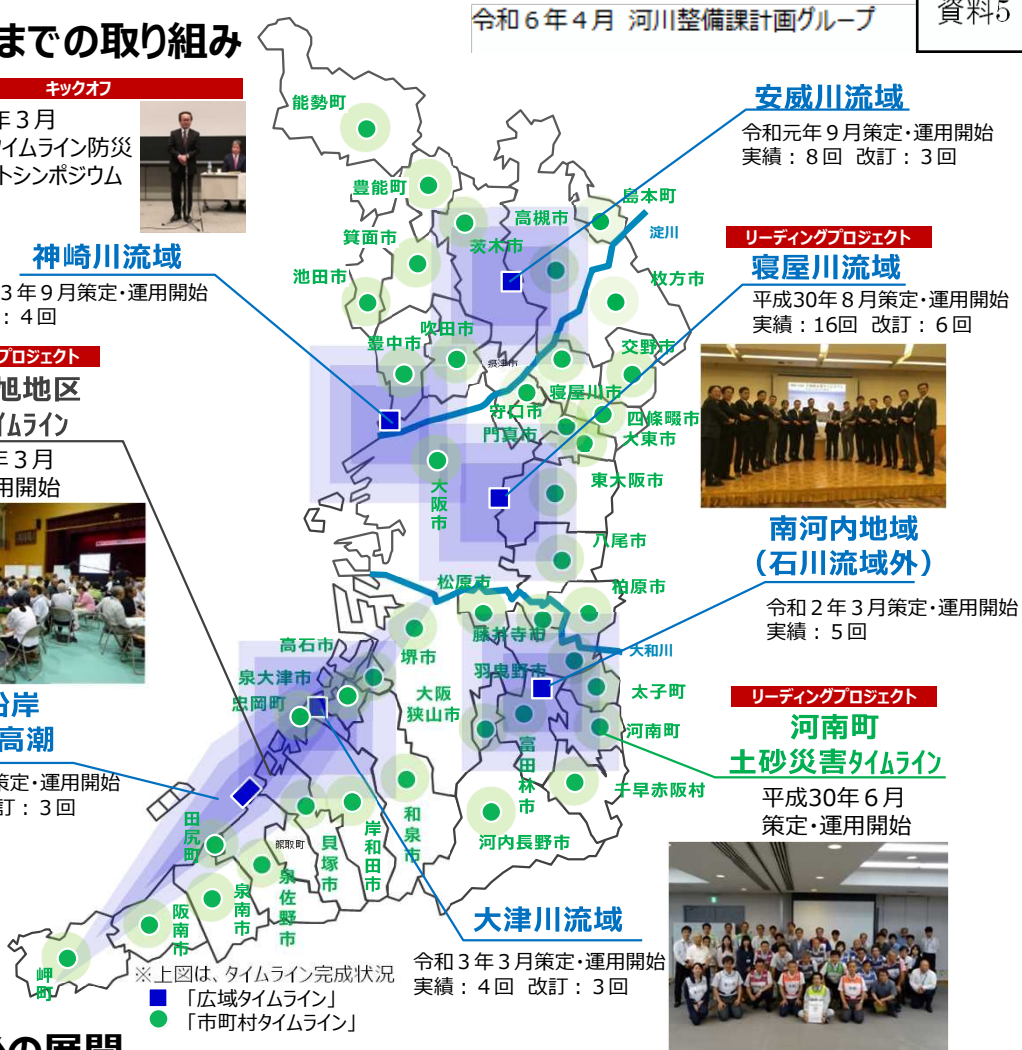 令和６年４月 河川整備課計画グループ
資料5
までの取り組み
キックオフ
年３月
タイムライン防災
トシンポジウム
神崎川流域
３年９月策定・運用開始
：４回
プロジェクト
旭地区
イムライン
年３月
用開始
沿岸
高潮
策定・運用開始
訂：３回
安威川流域
令和元年９月策定・運用開始
実績：８回 改訂：３回
リーディングプロジェクト
寝屋川流域
平成30年８月策定・運用開始
実績：16回 改訂：６回
南河内地域
（石川流域外）
令和２年３月策定・運用開始
実績：５回
リーディングプロジェクト
河南町
土砂災害タイムライン
平成30年６月
策定・運用開始
大津川流域
令和３年３月策定・運用開始
実績：４回 改訂：３回
能勢町
豊能町
高槻市
島本町
茨木市
淀川
箕面市
池田市
枚方市
吹田市
豊中市
摂津市
交野市
寝屋川市
守口市
四條畷市
門真市
大東市
大阪市
東大阪市
八尾市
松原市
柏原市
藤井寺市
大和川
堺市
高石市
羽曳野市
泉大津市
太子町
忠岡町
大阪
狭山市
河南町
富田林市
千早赤阪村
和泉市
河内長野市
田尻町
熊取町
貝塚市
岸和田市
泉佐野市
泉南市
阪南市
岬町
※上図は、タイムライン完成状況
「広域タイムライン」
「市町村タイムライン」
の展開